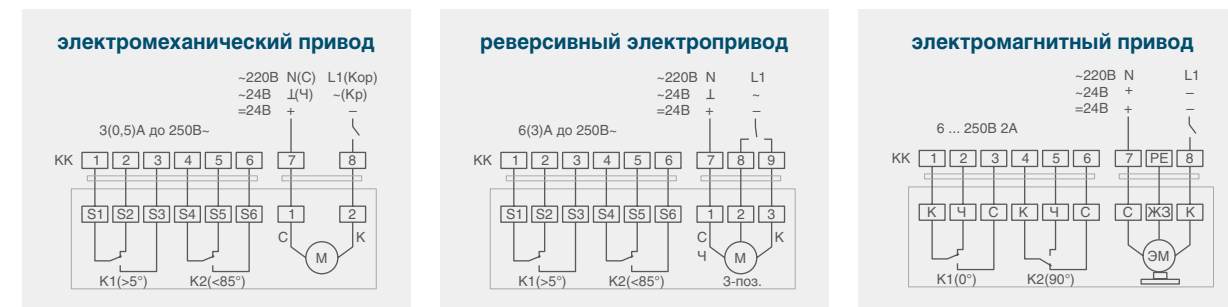 электромеханический привод
~220В N(С) L1(Кор)
~24В ⊥(Ч) ~(Кр)
=24В + –
3(0,5)А до 250В~
КК 1 2 3 4 5 6 7 8
S1 S2 S3 S4 S5 S6 1 2
С К
М
К1(>5°) К2(<85°)
реверсивный электропривод
~220В N L1
~24В ⊥ ~
=24В + –
6(3)А до 250В~
КК 1 2 3 4 5 6 7 8 9
S1 S2 S3 S4 S5 S6 1 2 3
С К
Ч М
К1(>5°) К2(<85°) 3-поз.
электромагнитный привод
~220В N L1
~24В + –
=24В + –
6 ... 250В 2А
КК 1 2 3 4 5 6 7 РЕ 8
К Ч С К Ч С С ЖЗ К
ЭМ
К1(0°) К2(90°)